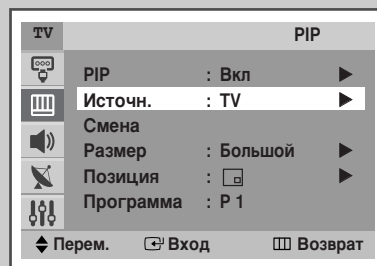 TV PIP
PIP : Вкл
Источн. : TV
Смена
Размер : Большой
Позиция :
Программа : P 1
Перем. Вход Возврат